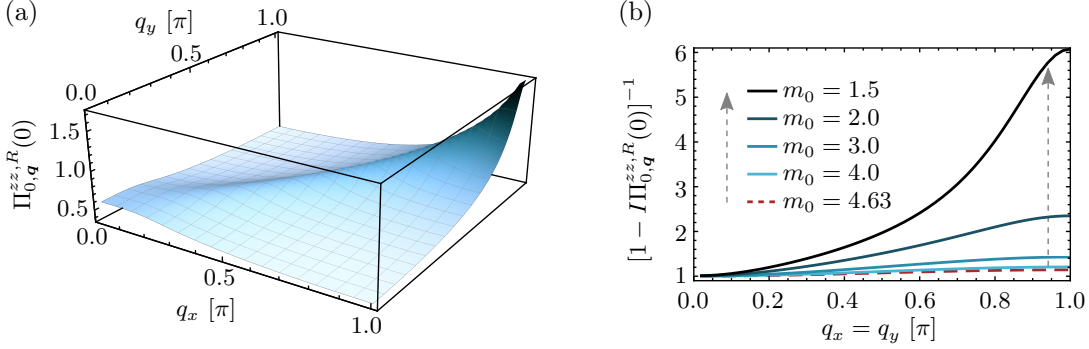 (a)
q_y [π]
1.0
0.5
0.0
1.5
1.0
0.5
Π^{zz,R}_{0,q}(0)
0.0
0.5
1.0
q_x [π]
(b)
6
5
4
3
2
1
[1 − IΠ^{zz,R}_{0,q}(0)]^{−1}
m_0 = 1.5
m_0 = 2.0
m_0 = 3.0
m_0 = 4.0
m_0 = 4.63
0.0 0.2 0.4 0.6 0.8 1.0
q_x = q_y [π]